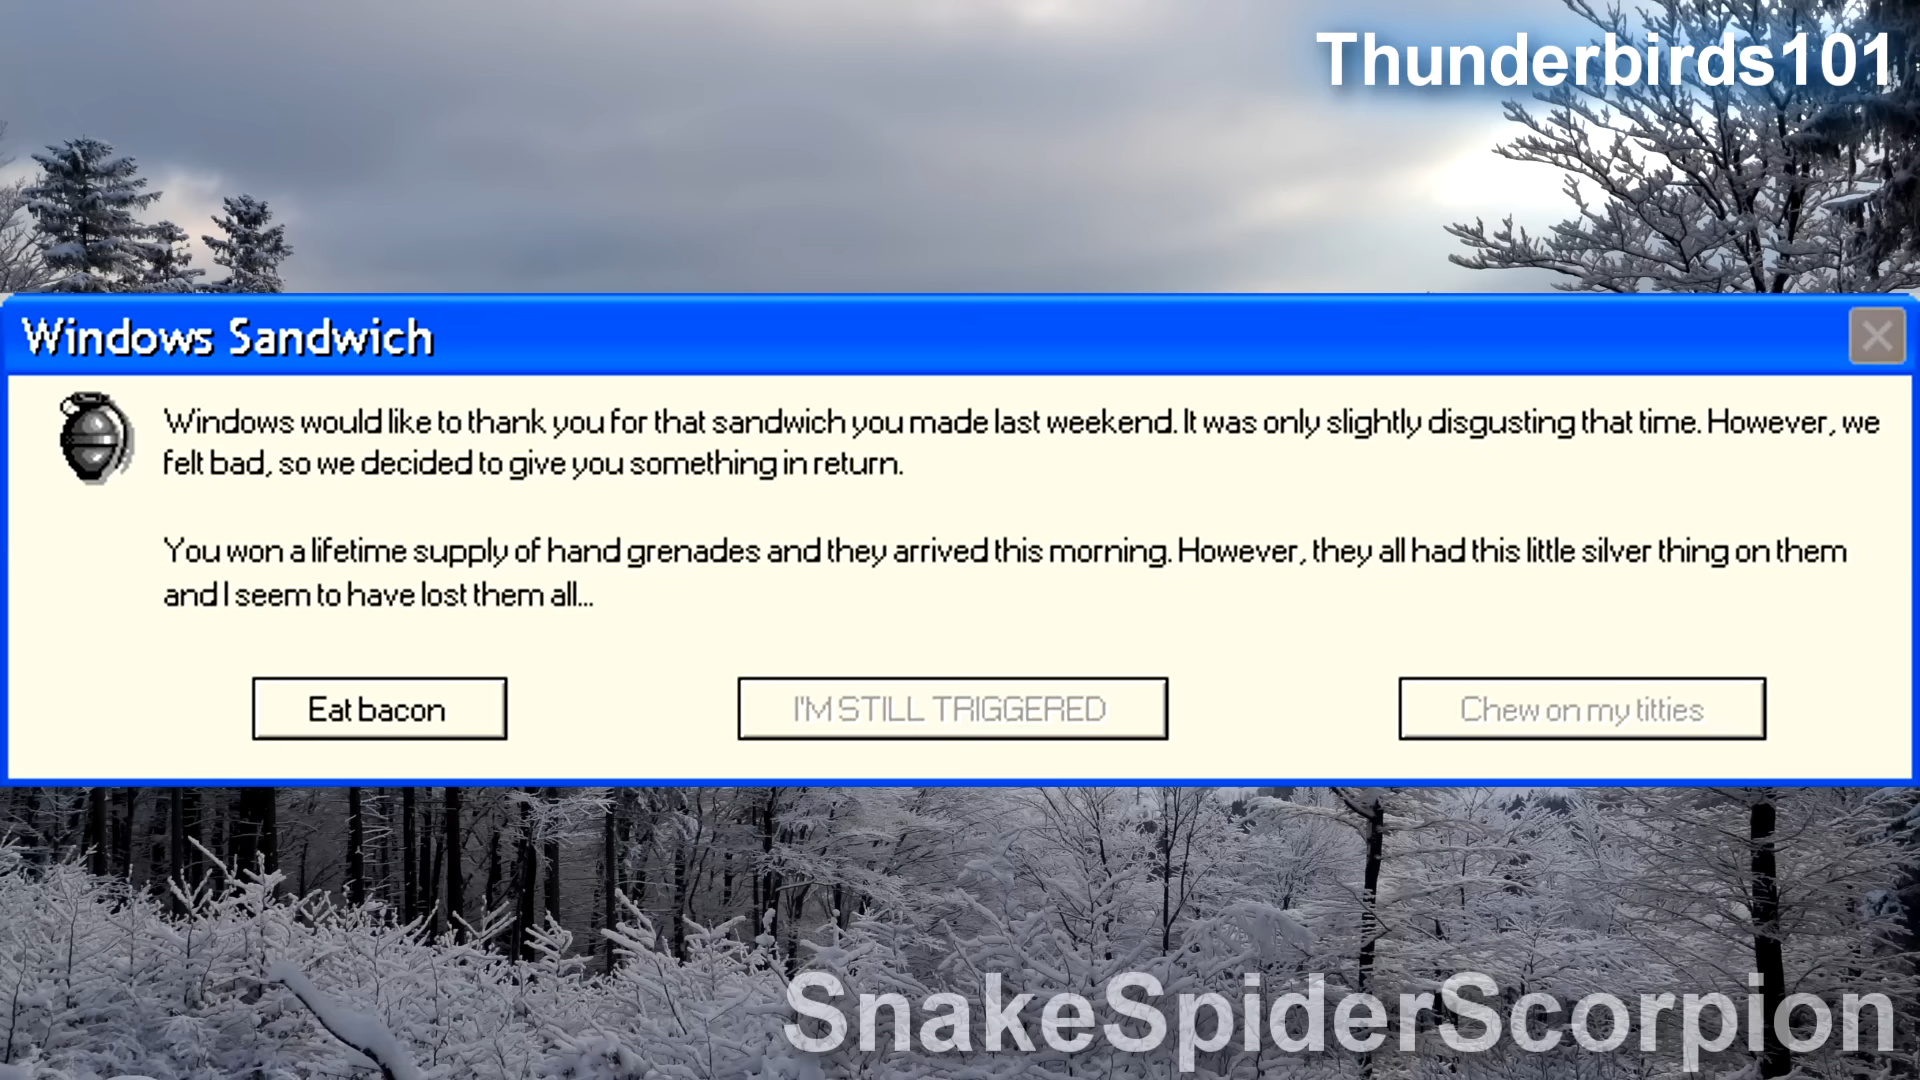 Thunderbirds101
Windows Sandwich
Windows would like to thank you for that sandwich you made last weekend. It was only slightly disgusting that time. However, we
felt bad, so we decided to give you something in return.
You won a lifetime supply of hand grenades and they arrived this morning. However, they all had this little silver thing on them
and I seem to have lost them all...
Eat bacon
I'M STILL TRIGGERED
Chew on my titties
SnakeSpiderScorpion